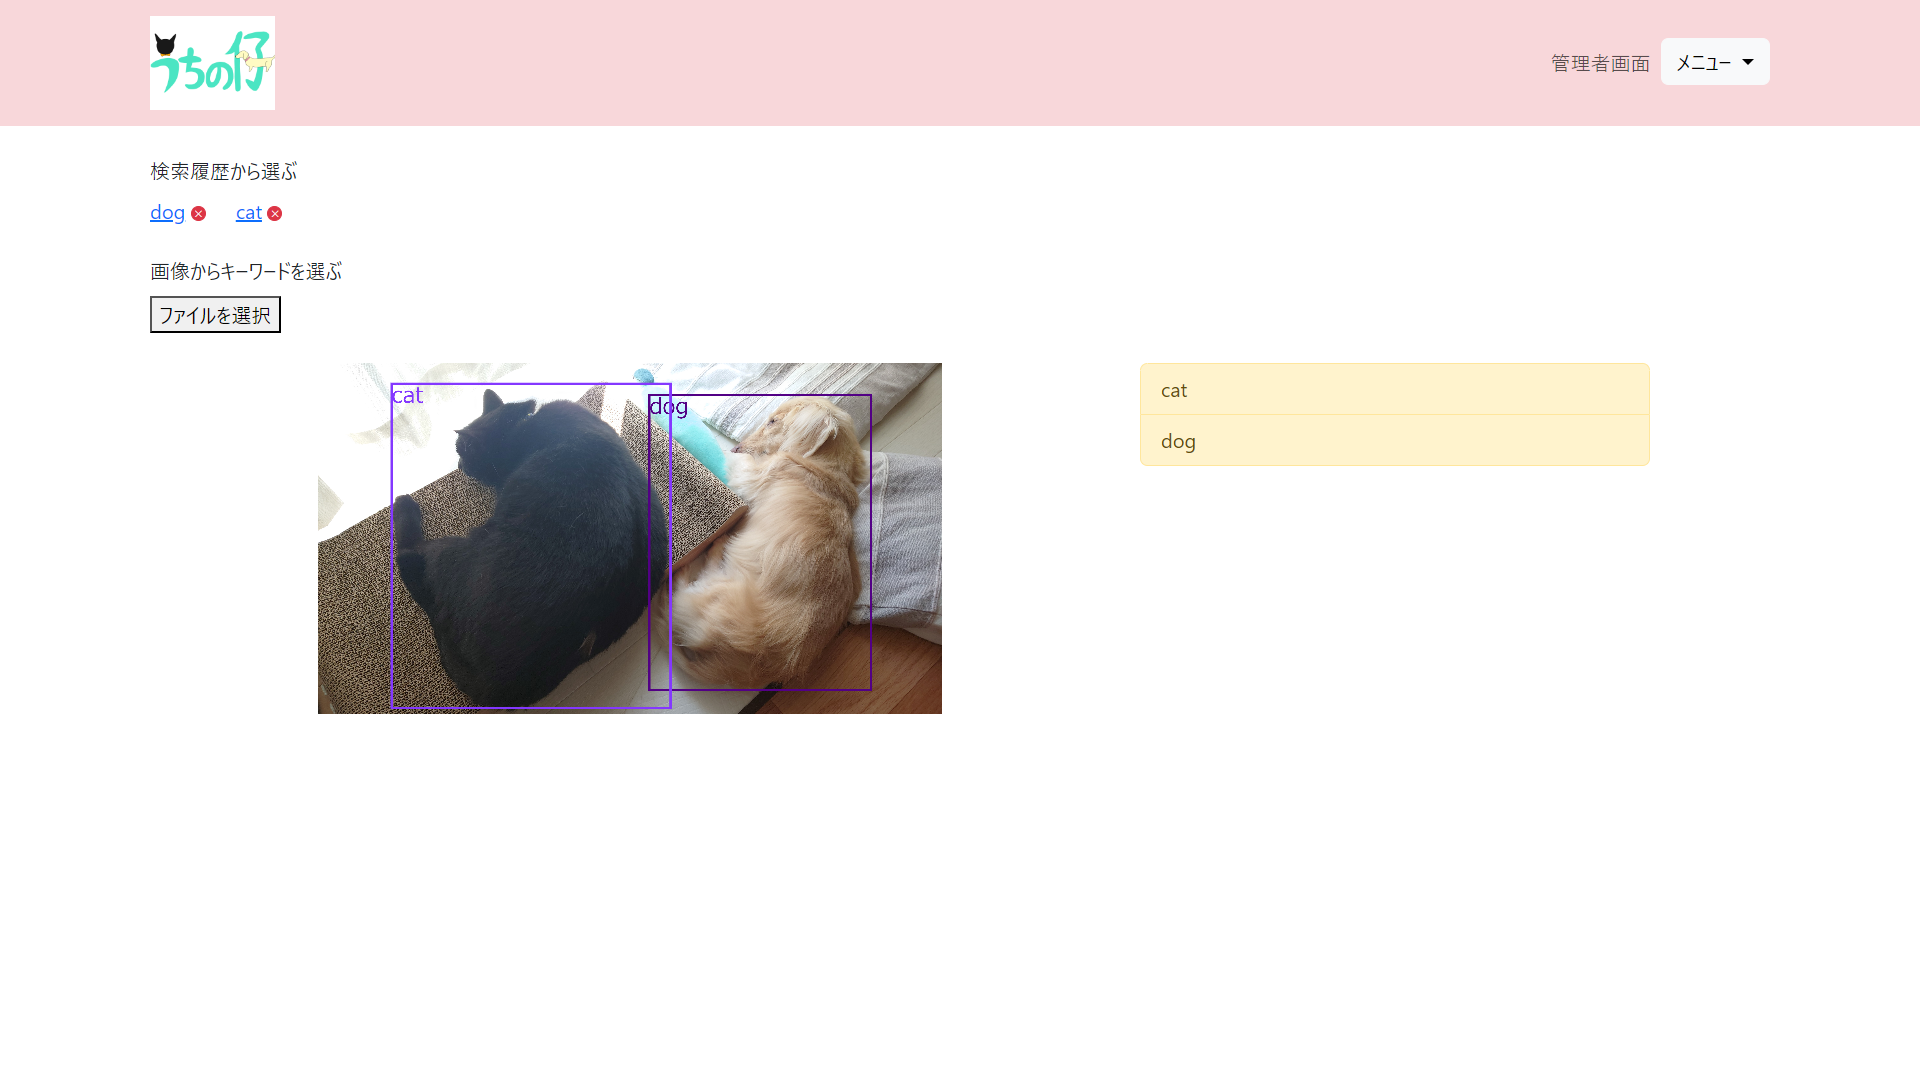 うちの仔
管理者画面 メニュー
検索履歴から選ぶ
dog cat
画像からキーワードを選ぶ
ファイルを選択
cat
dog
cat
dog